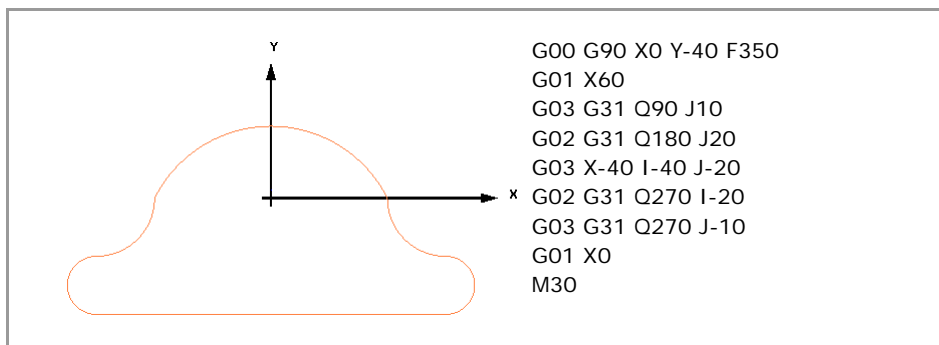 Y
X
G00 G90 X0 Y-40 F350
G01 X60
G03 G31 Q90 J10
G02 G31 Q180 J20
G03 X-40 I-40 J-20
G02 G31 Q270 I-20
G03 G31 Q270 J-10
G01 X0
M30